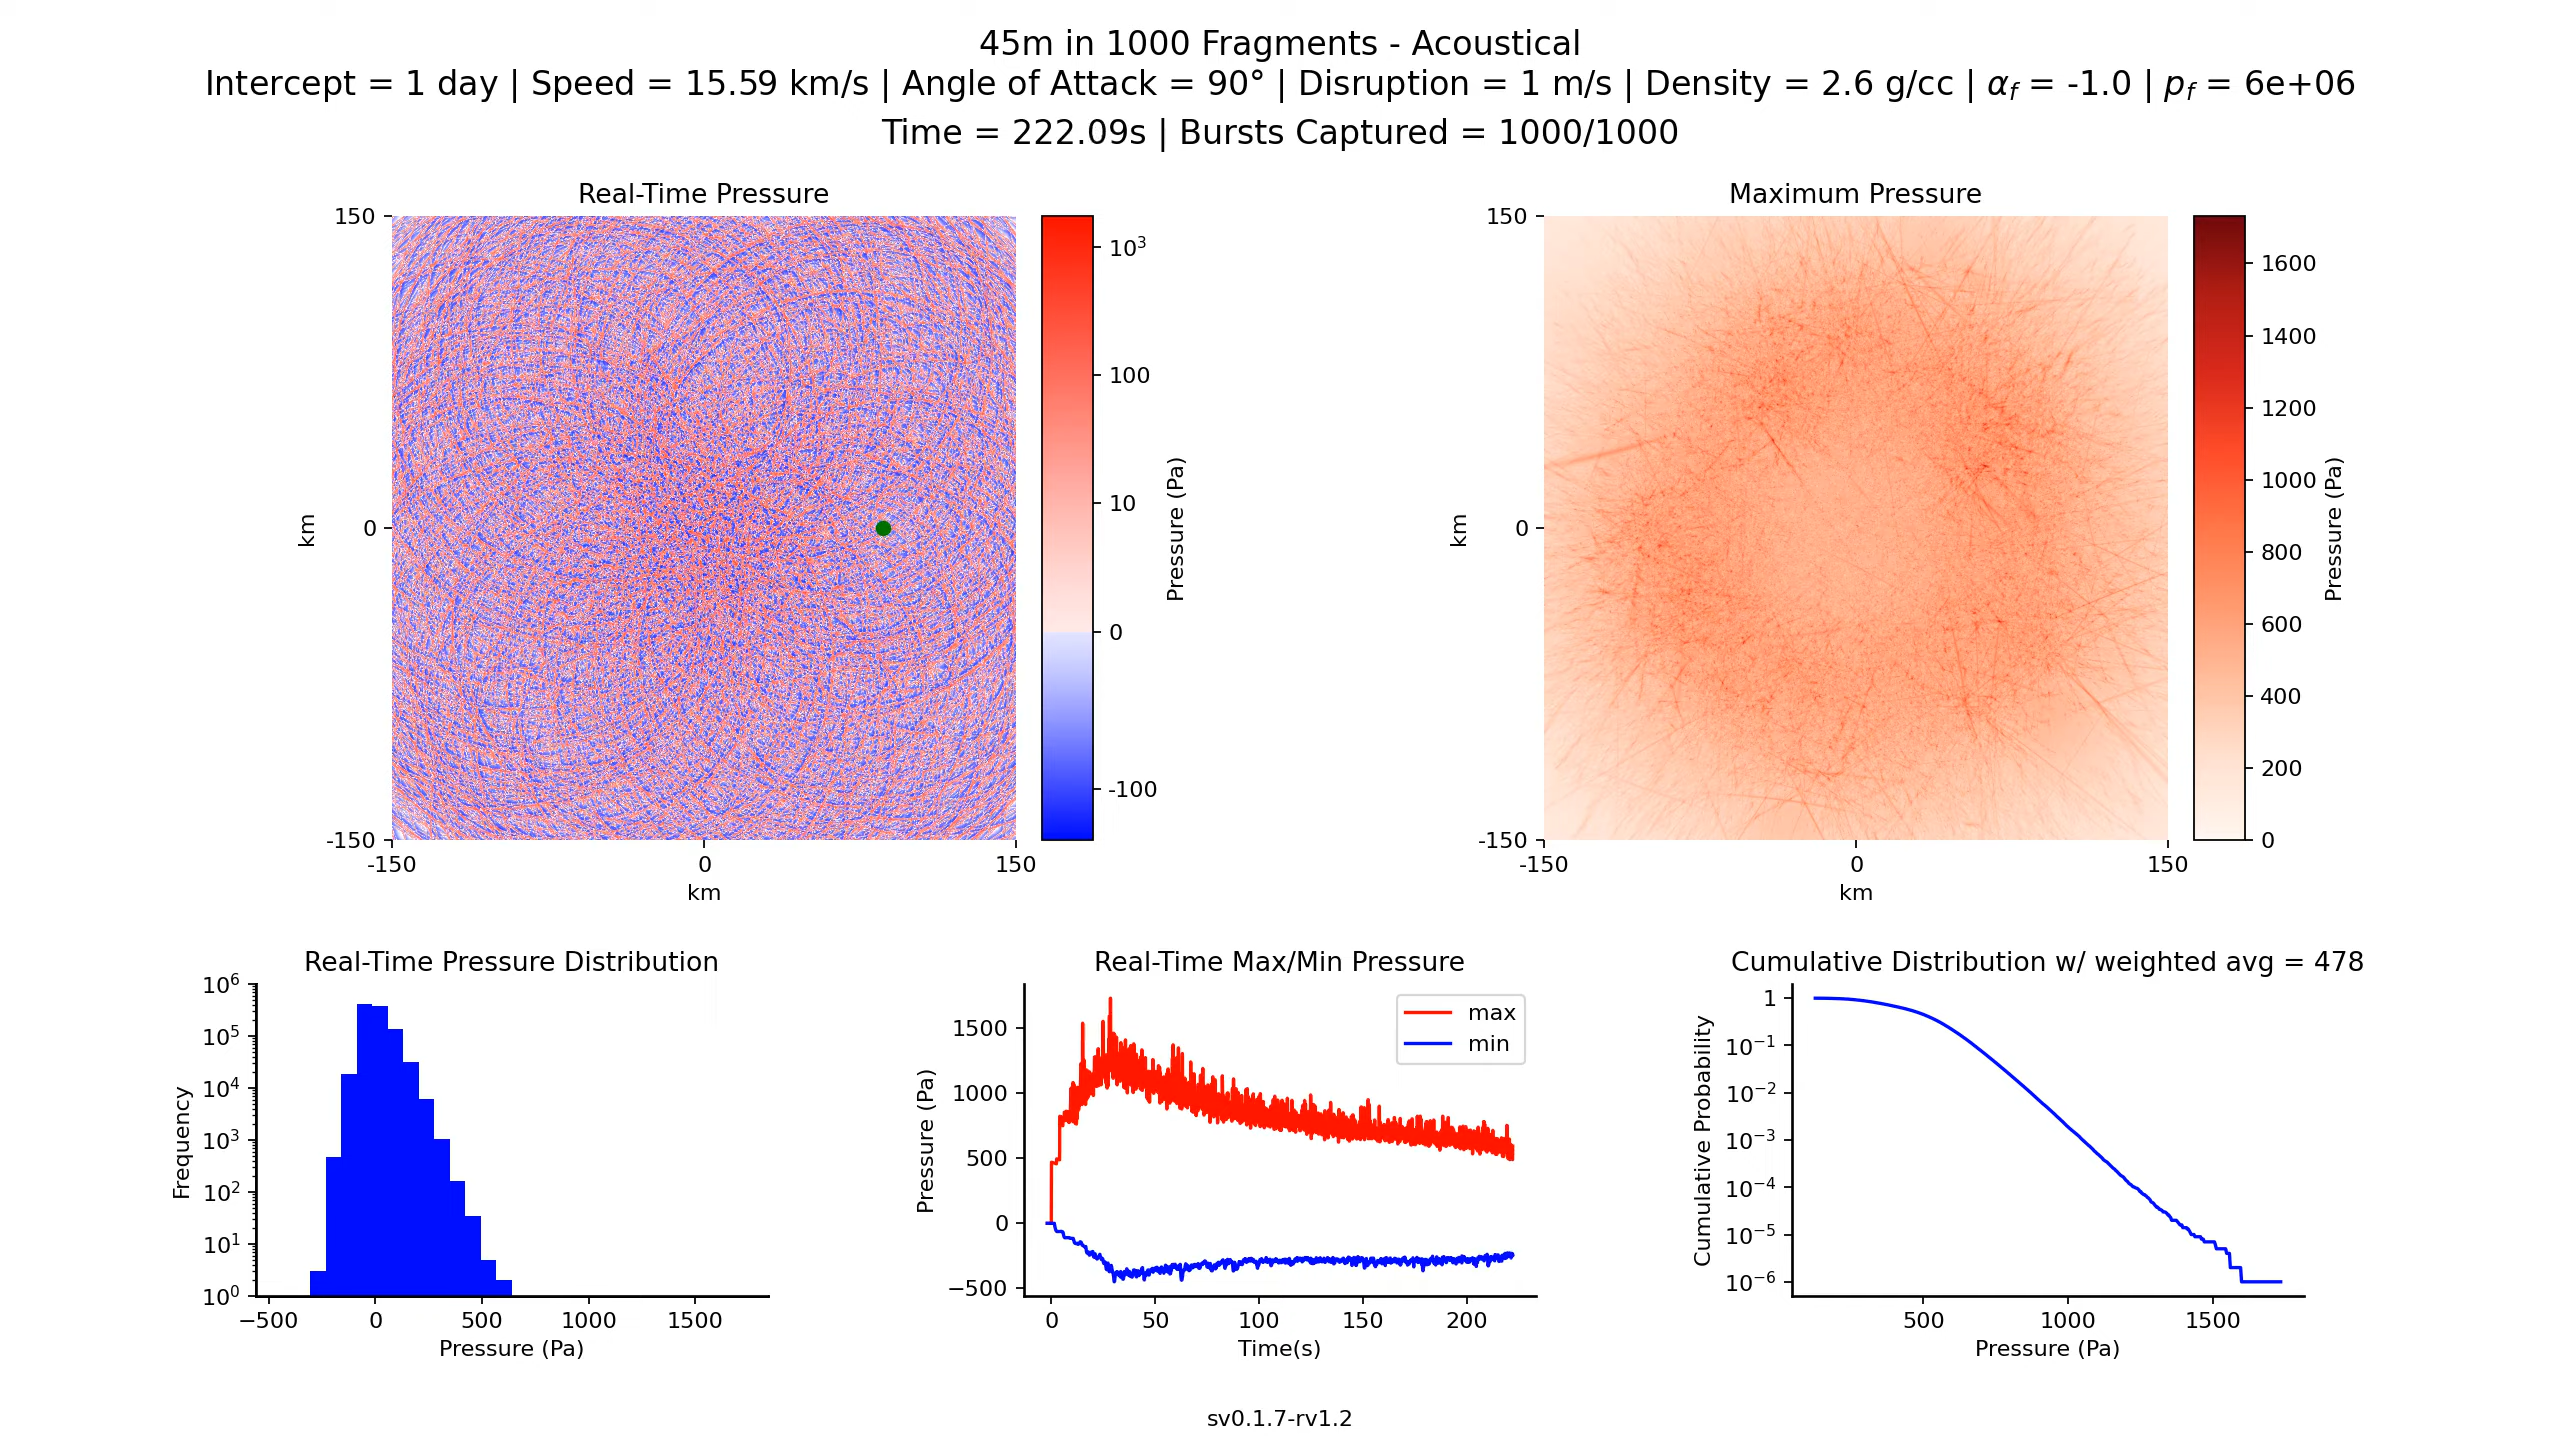 45m in 1000 Fragments - Acoustical
Intercept = 1 day | Speed = 15.59 km/s | Angle of Attack = 90° | Disruption = 1 m/s | Density = 2.6 g/cc | α_f = -1.0 | p_f = 6e+06
Time = 222.09s | Bursts Captured = 1000/1000
Real-Time Pressure
150
0
-150
km
-150 0 150
km
10³
100
10
0
-100
Pressure (Pa)
Maximum Pressure
150
0
-150
km
-150 0 150
km
1600
1400
1200
1000
800
600
400
200
0
Pressure (Pa)
Real-Time Pressure Distribution
10⁶
10⁵
10⁴
10³
10²
10¹
10⁰
Frequency
−500 0 500 1000 1500
Pressure (Pa)
Real-Time Max/Min Pressure
max
min
1500
1000
500
0
−500
Pressure (Pa)
0 50 100 150 200
Time(s)
Cumulative Distribution w/ weighted avg = 478
1
10⁻¹
10⁻²
10⁻³
10⁻⁴
10⁻⁵
10⁻⁶
Cumulative Probability
500 1000 1500
Pressure (Pa)
sv0.1.7-rv1.2